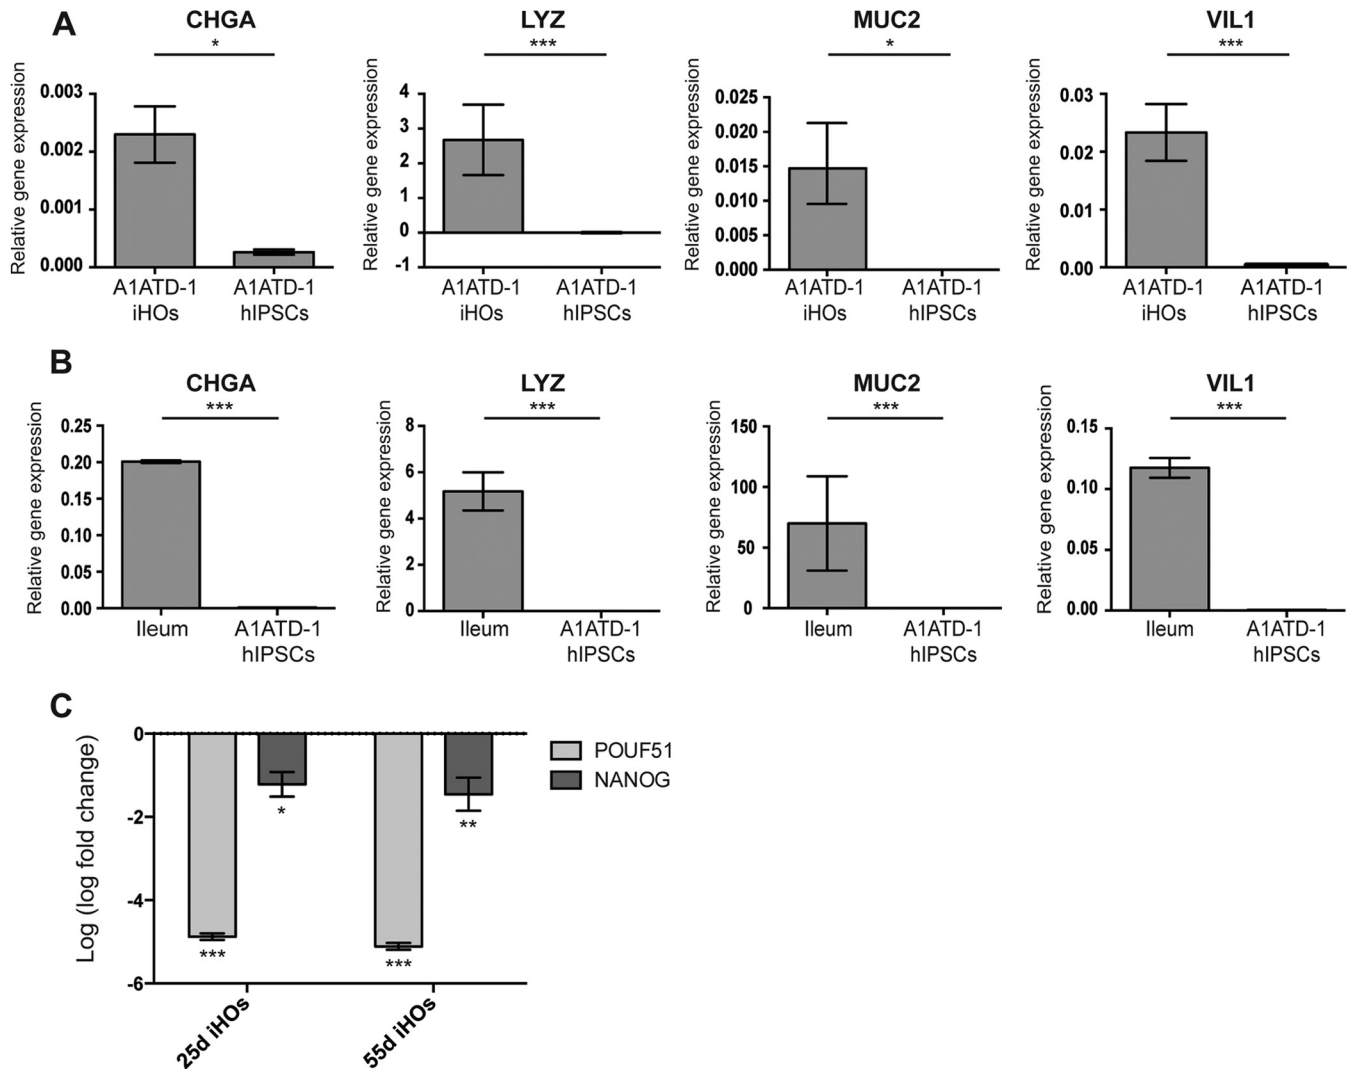 A
CHGA
LYZ
MUC2
VIL1
*
***
*
***
Relative gene expression
0.003
0.002
0.001
0.000
A1ATD-1
iHOs
A1ATD-1
hIPSCs
Relative gene expression
4
3
2
1
0
-1
A1ATD-1
iHOs
A1ATD-1
hIPSCs
Relative gene expression
0.025
0.020
0.015
0.010
0.005
0.000
A1ATD-1
iHOs
A1ATD-1
hIPSCs
Relative gene expression
0.03
0.02
0.01
0.00
A1ATD-1
iHOs
A1ATD-1
hIPSCs
B
CHGA
LYZ
MUC2
VIL1
***
***
***
***
Relative gene expression
0.25
0.20
0.15
0.10
0.05
0.00
Ileum
A1ATD-1
hIPSCs
Relative gene expression
8
6
4
2
0
Ileum
A1ATD-1
hIPSCs
Relative gene expression
150
100
50
0
Ileum
A1ATD-1
hIPSCs
Relative gene expression
0.15
0.10
0.05
0.00
Ileum
A1ATD-1
hIPSCs
C
Log (log fold change)
0
-2
-4
-6
***
*
***
**
25d iHOs
55d iHOs
POUF51
NANOG